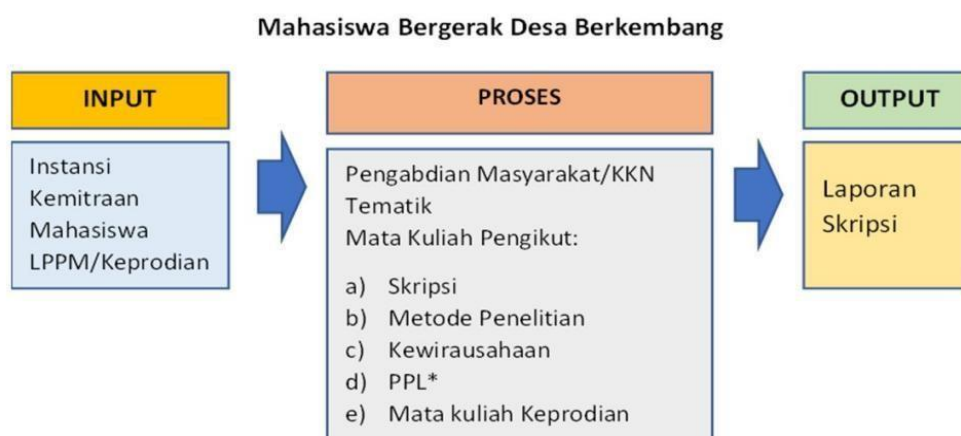 Mahasiswa Bergerak Desa Berkembang
INPUT
Instansi
Kemitraan
Mahasiswa
LPPM/Keprodian
PROSES
Pengabdian Masyarakat/KKN
Tematik
Mata Kuliah Pengikut:
a) Skripsi
b) Metode Penelitian
c) Kewirausahaan
d) PPL*
e) Mata kuliah Keprodian
OUTPUT
Laporan
Skripsi